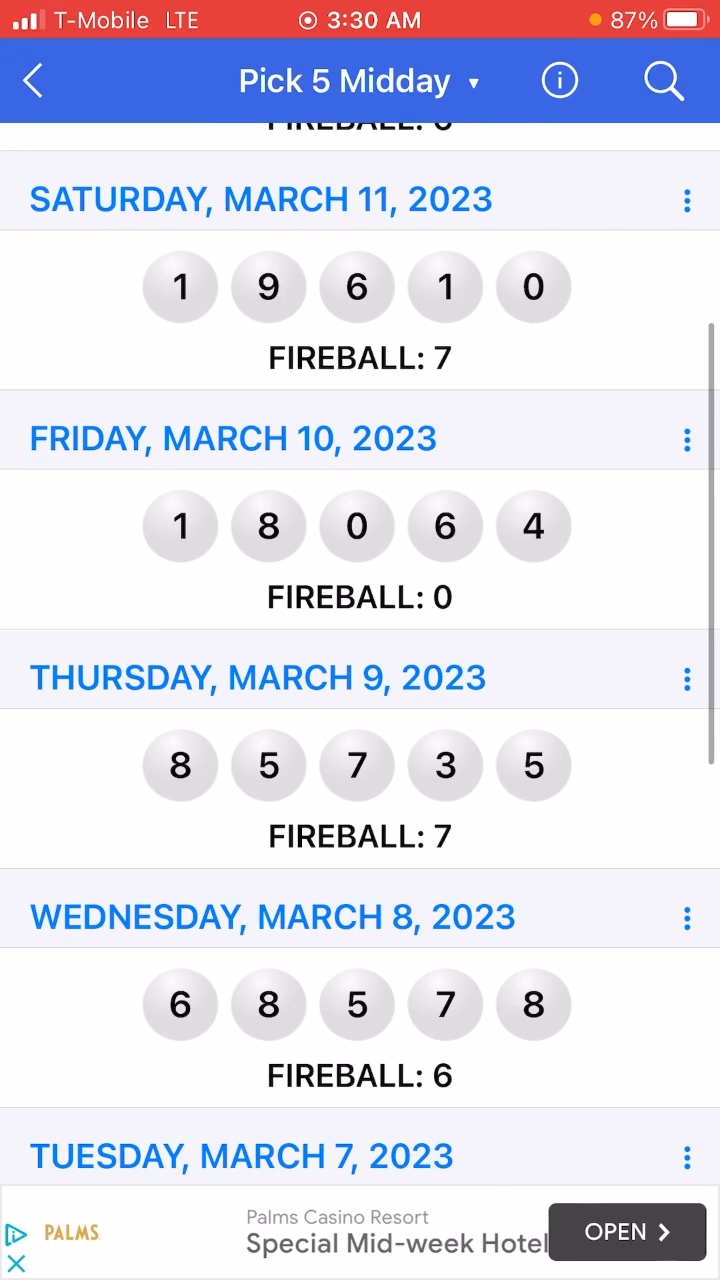 T-Mobile LTE 3:30 AM 87%
Pick 5 Midday
SATURDAY, MARCH 11, 2023
1 9 6 1 0
FIREBALL: 7
FRIDAY, MARCH 10, 2023
1 8 0 6 4
FIREBALL: 0
THURSDAY, MARCH 9, 2023
8 5 7 3 5
FIREBALL: 7
WEDNESDAY, MARCH 8, 2023
6 8 5 7 8
FIREBALL: 6
TUESDAY, MARCH 7, 2023
PALMS
Palms Casino Resort
Special Mid-week Hotel
OPEN